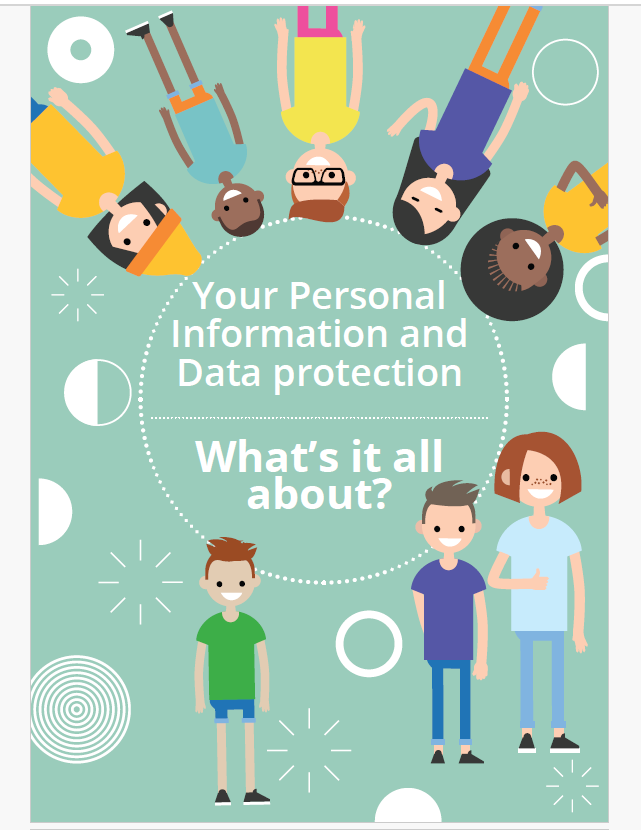 Your Personal
Information and
Data protection
What's it all
about?